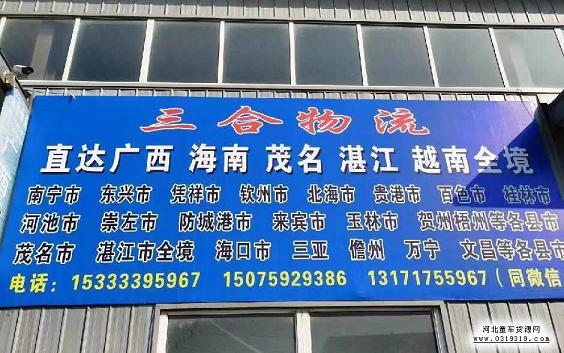 三合物流
直达广西 海南 茂名 湛江 越南全境
南宁市 东兴市 凭祥市 钦州市 北海市 贵港市 百色市 桂林市
河池市 崇左市 防城港市 来宾市 玉林市 贺州梧州等各县市
茂名市 湛江市全境 海口市 三亚 儋州 万宁 文昌等各县市
电话：15333395967 15075929386 13171755967（同微信
河北童车货源网
www.0319319.com